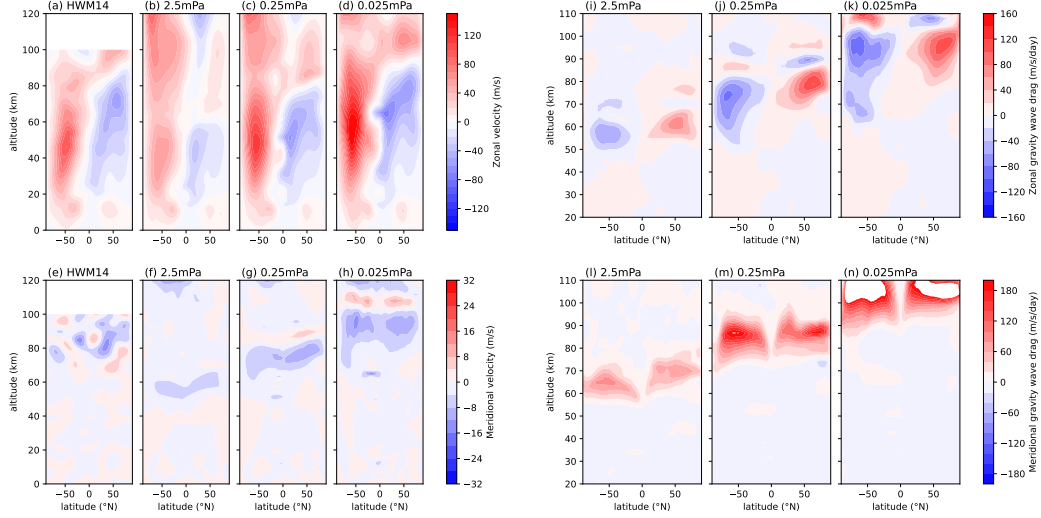 (a) HWM14
(b) 2.5mPa
(c) 0.25mPa
(d) 0.025mPa
120
100
80
60
40
20
0
altitude (km)
−50 0 50
−50 0 50
−50 0 50
−50 0 50
latitude (°N)
latitude (°N)
latitude (°N)
latitude (°N)
120
80
40
0
−40
−80
−120
Zonal velocity (m/s)
(i) 2.5mPa
(j) 0.25mPa
(k) 0.025mPa
110
100
90
80
70
60
50
40
30
20
altitude (km)
−50 0 50
−50 0 50
−50 0 50
latitude (°N)
latitude (°N)
latitude (°N)
160
120
80
40
0
−40
−80
−120
−160
Zonal gravity wave drag (m/s/day)
(e) HWM14
(f) 2.5mPa
(g) 0.25mPa
(h) 0.025mPa
120
100
80
60
40
20
0
altitude (km)
−50 0 50
−50 0 50
−50 0 50
−50 0 50
latitude (°N)
latitude (°N)
latitude (°N)
latitude (°N)
32
24
16
8
0
−8
−16
−24
−32
Meridional velocity (m/s)
(l) 2.5mPa
(m) 0.25mPa
(n) 0.025mPa
110
100
90
80
70
60
50
40
30
20
altitude (km)
−50 0 50
−50 0 50
−50 0 50
latitude (°N)
latitude (°N)
latitude (°N)
180
120
60
0
−60
−120
−180
Meridional gravity wave drag (m/s/day)